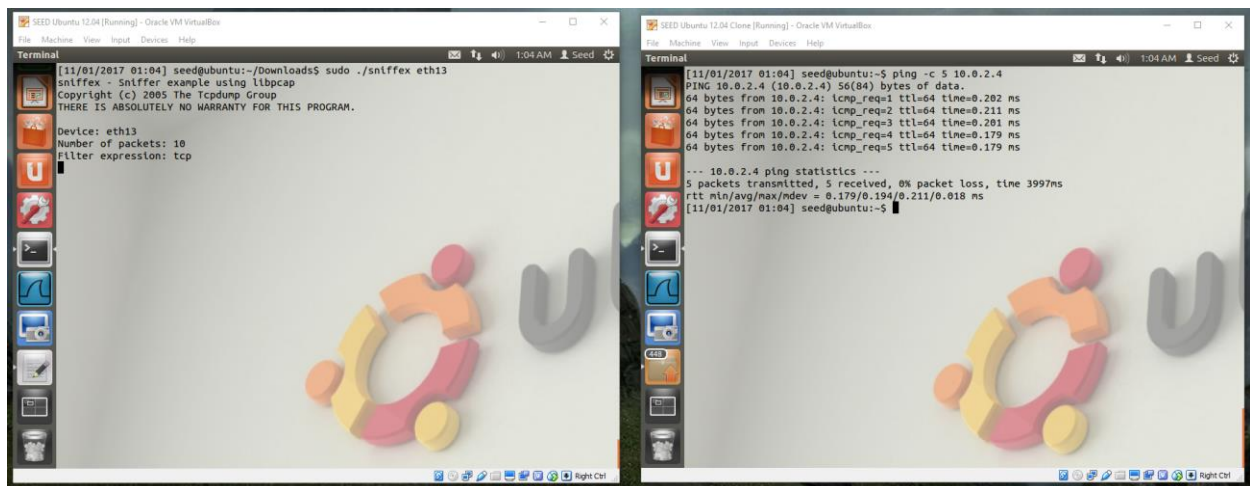 SEED Ubuntu 12.04 [Running] - Oracle VM VirtualBox
File Machine View Input Devices Help
Terminal 1:04 AM Seed
[11/01/2017 01:04] seed@ubuntu:~/Downloads$ sudo ./sniffex eth13
sniffex - Sniffer example using libpcap
Copyright (c) 2005 The Tcpdump Group
THERE IS ABSOLUTELY NO WARRANTY FOR THIS PROGRAM.
Device: eth13
Number of packets: 10
Filter expression: tcp
Right Ctrl
SEED Ubuntu 12.04 Clone [Running] - Oracle VM VirtualBox
File Machine View Input Devices Help
Terminal 1:04 AM Seed
[11/01/2017 01:04] seed@ubuntu:~$ ping -c 5 10.0.2.4
PING 10.0.2.4 (10.0.2.4) 56(84) bytes of data.
64 bytes from 10.0.2.4: icmp_req=1 ttl=64 time=0.202 ms
64 bytes from 10.0.2.4: icmp_req=2 ttl=64 time=0.211 ms
64 bytes from 10.0.2.4: icmp_req=3 ttl=64 time=0.201 ms
64 bytes from 10.0.2.4: icmp_req=4 ttl=64 time=0.179 ms
64 bytes from 10.0.2.4: icmp_req=5 ttl=64 time=0.179 ms
--- 10.0.2.4 ping statistics ---
5 packets transmitted, 5 received, 0% packet loss, time 3997ms
rtt min/avg/max/mdev = 0.179/0.194/0.211/0.018 ms
[11/01/2017 01:04] seed@ubuntu:~$
448
Right Ctrl